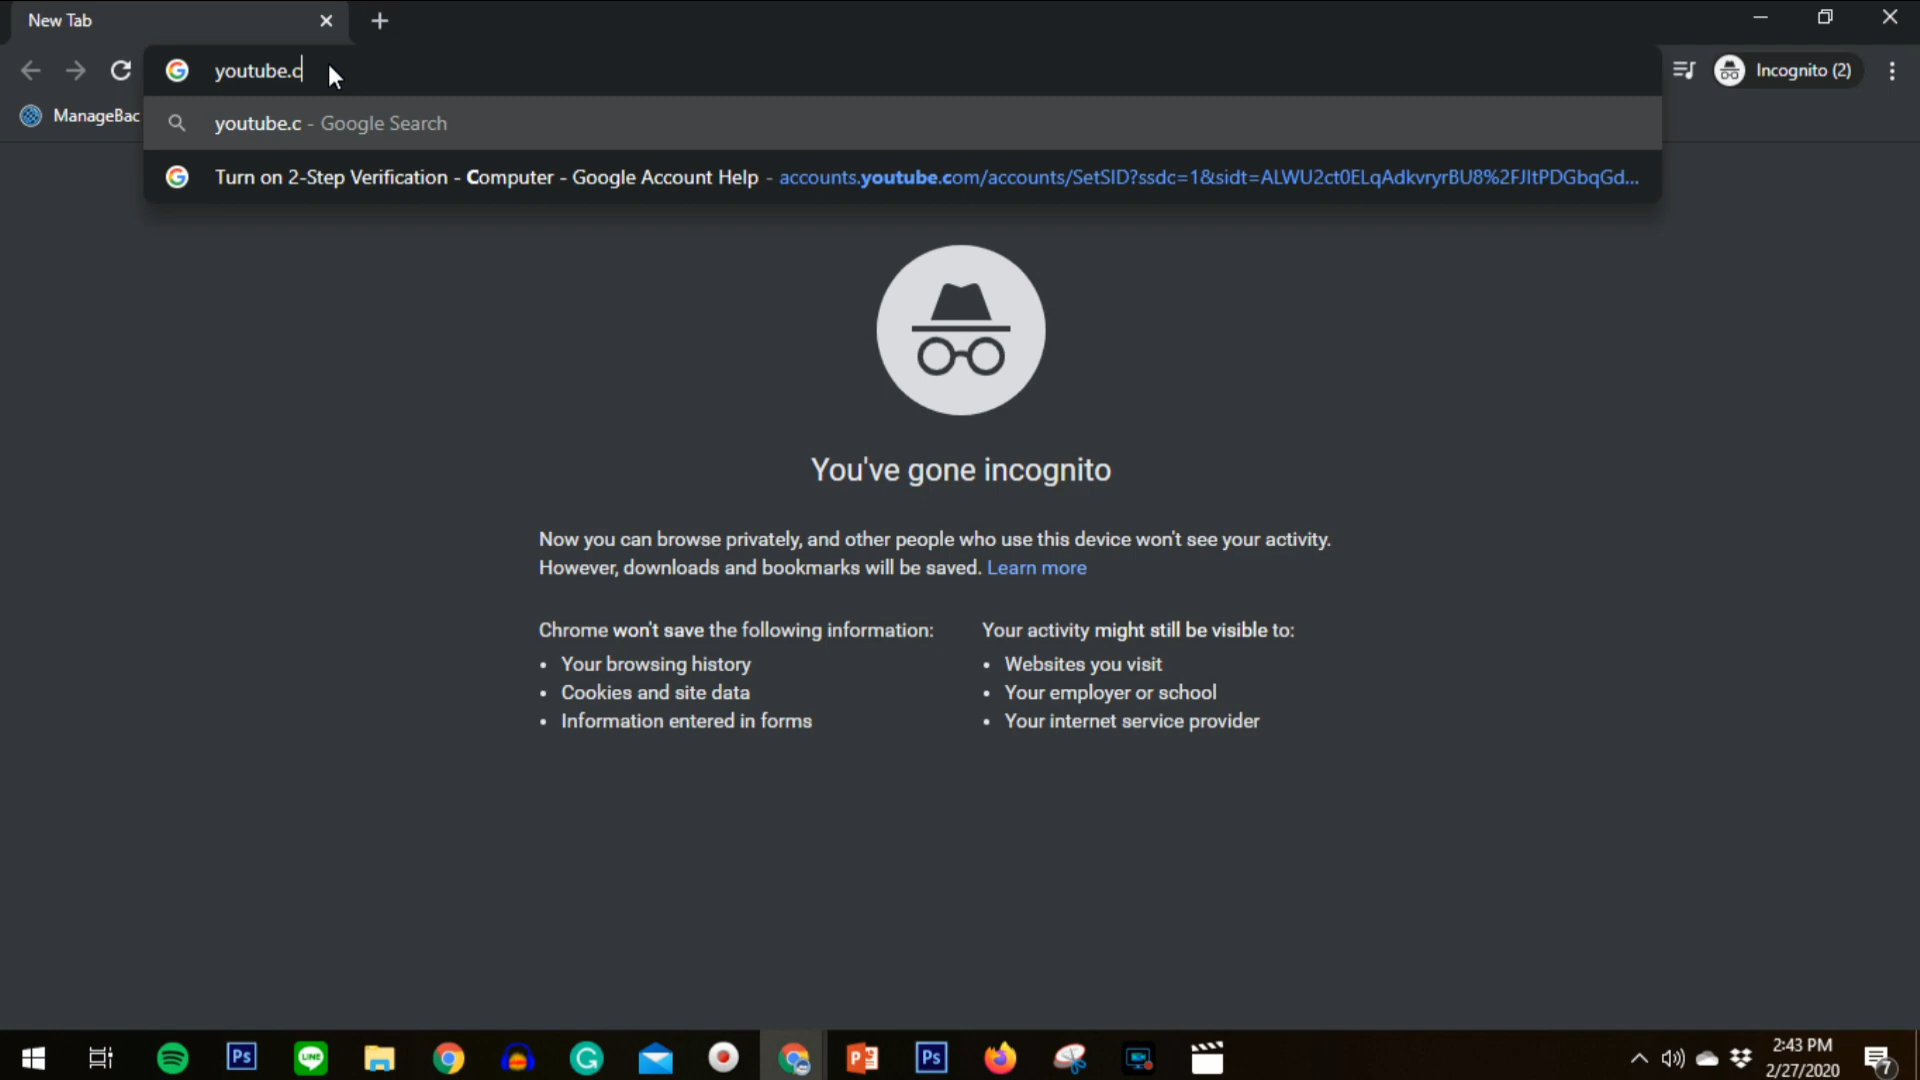 New Tab
youtube.c
Incognito (2)
ManageBac
youtube.c - Google Search
Turn on 2-Step Verification - Computer - Google Account Help - accounts.youtube.com/accounts/SetSID?ssdc=1&sidt=ALWU2ct0ELqAdkvryrBU8%2FJItPDGbqGd...
You've gone incognito
Now you can browse privately, and other people who use this device won't see your activity.
However, downloads and bookmarks will be saved. Learn more
Chrome won't save the following information:
• Your browsing history
• Cookies and site data
• Information entered in forms
Your activity might still be visible to:
• Websites you visit
• Your employer or school
• Your internet service provider
Ps
LINE
G
P
Ps
2:43 PM
2/27/2020
7